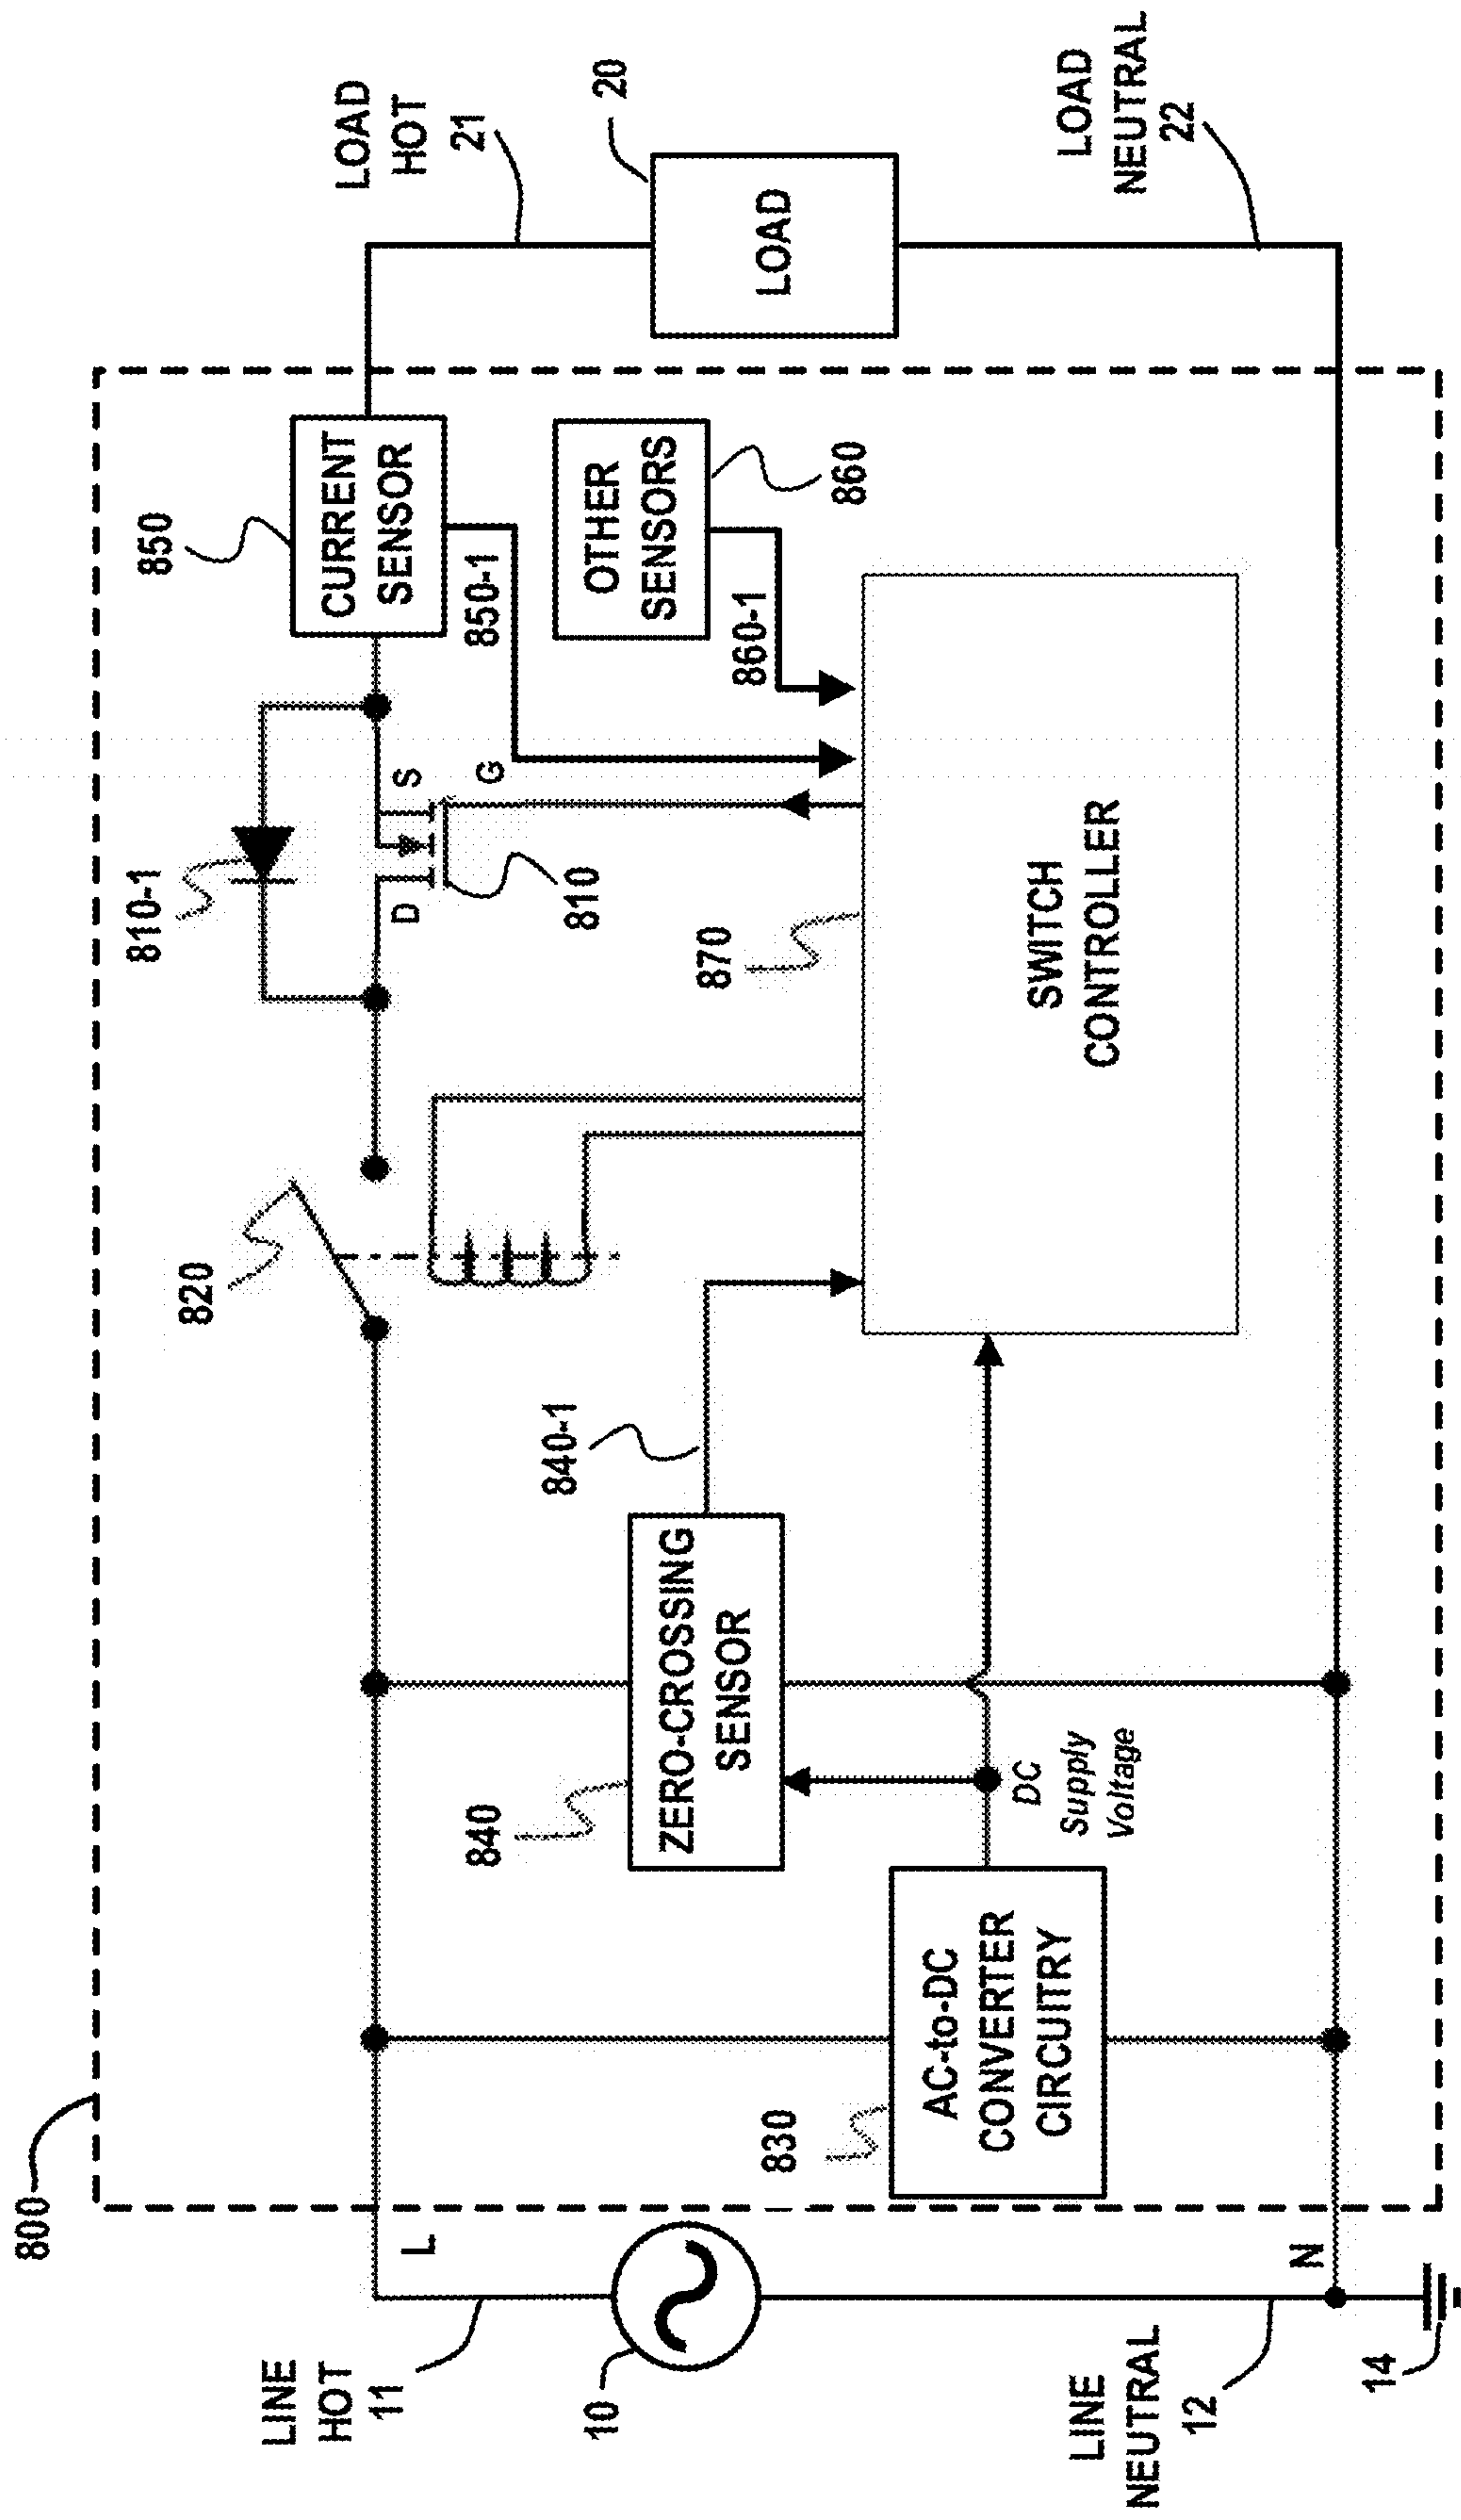 800
LINE
HOT
11
L
10
LINE
NEUTRAL
12
N
14
830
AC-to-DC
CONVERTER
CIRCUITRY
DC
Supply
Voltage
840
ZERO-CROSSING
SENSOR
840-1
820
810-1
D
S
G
810
870
SWITCH
CONTROLLER
850
CURRENT
SENSOR
850-1
OTHER
SENSORS
860
860-1
LOAD
HOT
21
20
LOAD
LOAD
NEUTRAL
22